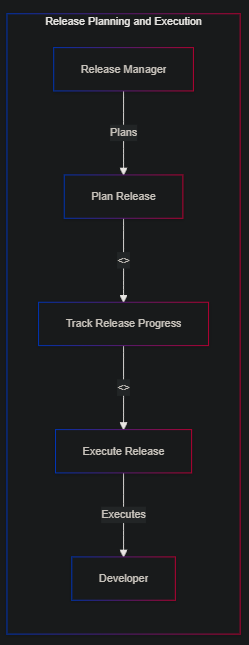 Release Planning and Execution
Release Manager
Plans
Plan Release
<>
Track Release Progress
<>
Execute Release
Executes
Developer